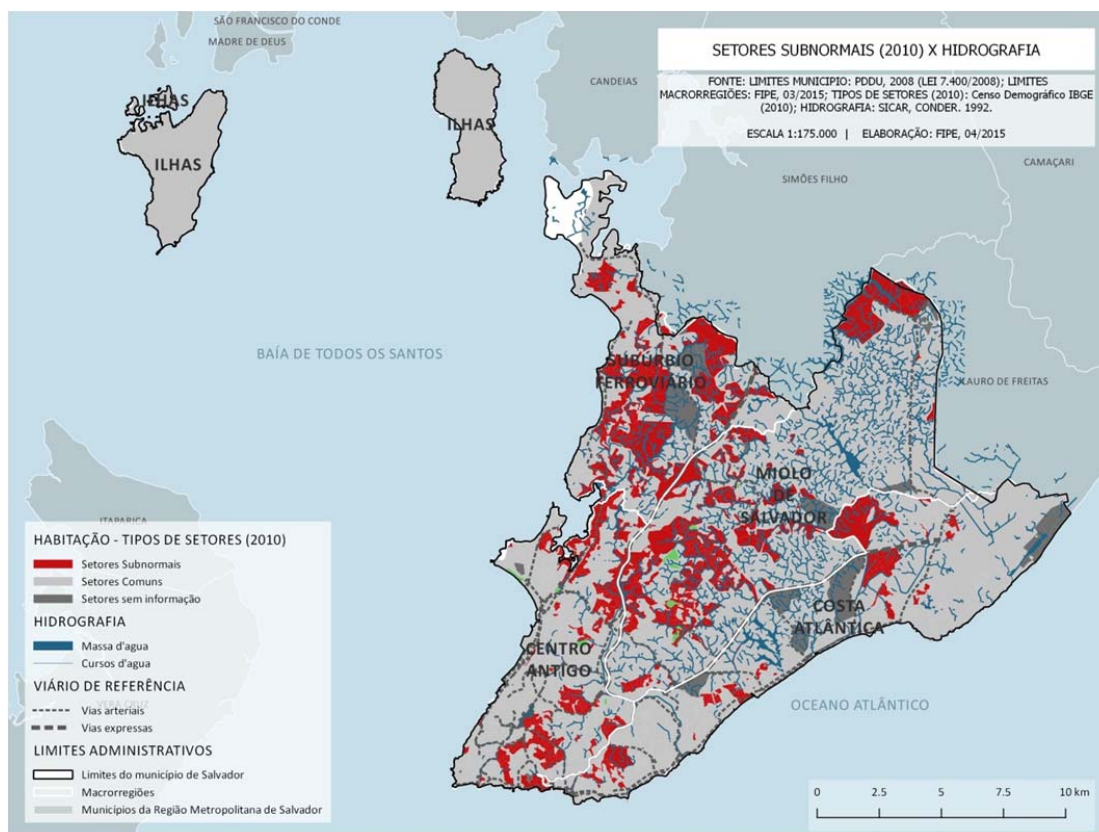 SÃO FRANCISCO DO CONDE
MADRE DE DEUS
CANDEIAS
SETORES SUBNORMAIS (2010) X HIDROGRAFIA
FONTE: LIMITES MUNICIPIO: PDDU, 2008 (LEI 7.400/2008); LIMITES
MACRORREGIÕES: FIPE, 03/2015; TIPOS DE SETORES (2010): Censo Demográfico IBGE
(2010); HIDROGRAFIA: SICAR, CONDER. 1992.
ESCALA 1:175.000 | ELABORAÇÃO: FIPE, 04/2015
ILHAS
ILHAS
ILHAS
CAMAÇARI
SIMÕES FILHO
BAÍA DE TODOS OS SANTOS
SUBÚRBIO
FERROVIÁRIO
LAURO DE FREITAS
MIOLO
DE
SALVADOR
COSTA
ATLÂNTICA
CENTRO
ANTIGO
OCEANO ATLÂNTICO
ITAPARICA
HABITAÇÃO - TIPOS DE SETORES (2010)
Setores Subnormais
Setores Comuns
Setores sem informação
HIDROGRAFIA
Massa d'agua
Cursos d'agua
VIÁRIO DE REFERÊNCIA
VERA CRUZ
Vias arteriais
Vias expressas
LIMITES ADMINISTRATIVOS
Limites do município de Salvador
Macrorregiões
Municípios da Região Metropolitana de Salvador
0 2.5 5 7.5 10 km